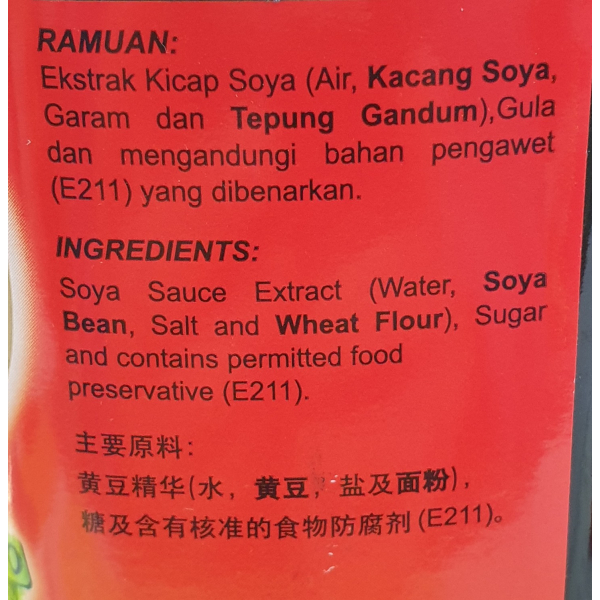 RAMUAN:
Ekstrak Kicap Soya (Air, Kacang Soya,
Garam dan Tepung Gandum),Gula
dan mengandungi bahan pengawet
(E211) yang dibenarkan.
INGREDIENTS:
Soya Sauce Extract (Water, Soya
Bean, Salt and Wheat Flour), Sugar
and contains permitted food
preservative (E211).
主要原料:
黄豆精华(水, 黄豆, 盐及面粉),
糖及含有核准的食物防腐剂(E211)。